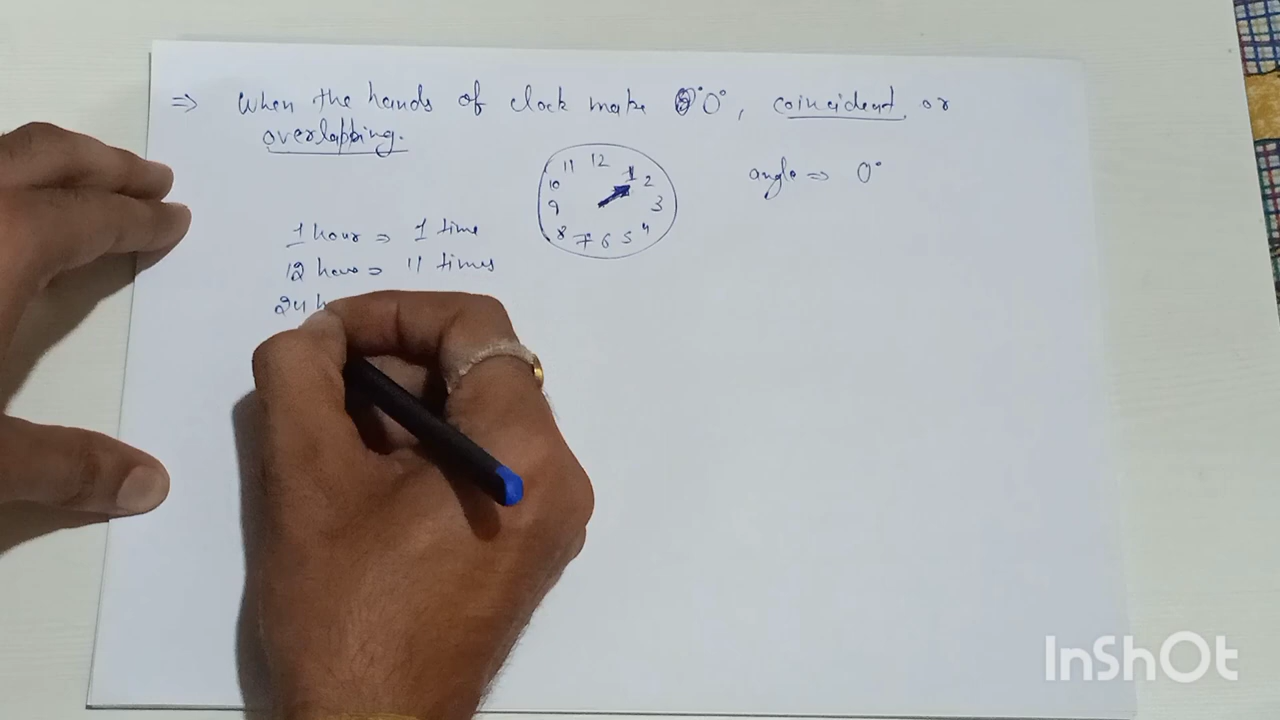 ⇒ When the hands of clock make 0°, coincident or
overlapping.
11 12 1
10 2
9 3
8 7 6 5 4
angle ⇒ 0°
1 hour ⇒ 1 time
12 hour ⇒ 11 times
24 h
InShOt